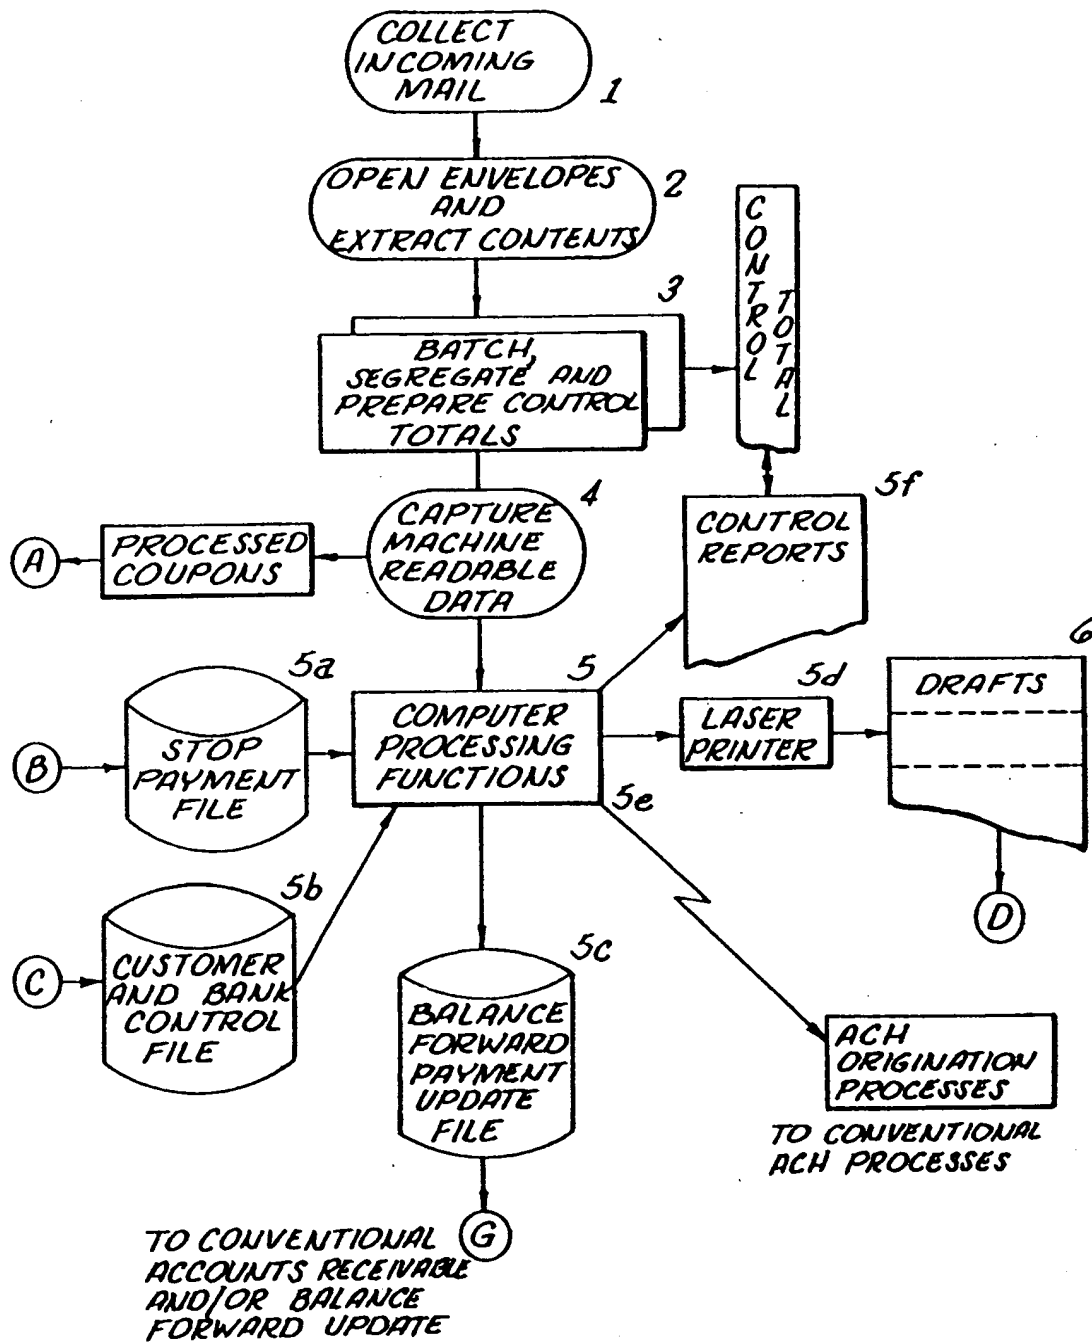 COLLECT
INCOMING
MAIL
1
OPEN ENVELOPES
AND
EXTRACT CONTENTS
2
BATCH,
SEGREGATE AND
PREPARE CONTROL
TOTALS
3
CONTROL
TOTAL
CAPTURE
MACHINE
READABLE
DATA
4
PROCESSED
COUPONS
A
CONTROL
REPORTS
5f
B
STOP
PAYMENT
FILE
5a
COMPUTER
PROCESSING
FUNCTIONS
5
LASER
PRINTER
5d
DRAFTS
6
D
5e
C
CUSTOMER
AND BANK
CONTROL
FILE
5b
BALANCE
FORWARD
PAYMENT
UPDATE
FILE
5c
ACH
ORIGINATION
PROCESSES
TO CONVENTIONAL
ACH PROCESSES
G
TO CONVENTIONAL
ACCOUNTS RECEIVABLE
AND/OR BALANCE
FORWARD UPDATE